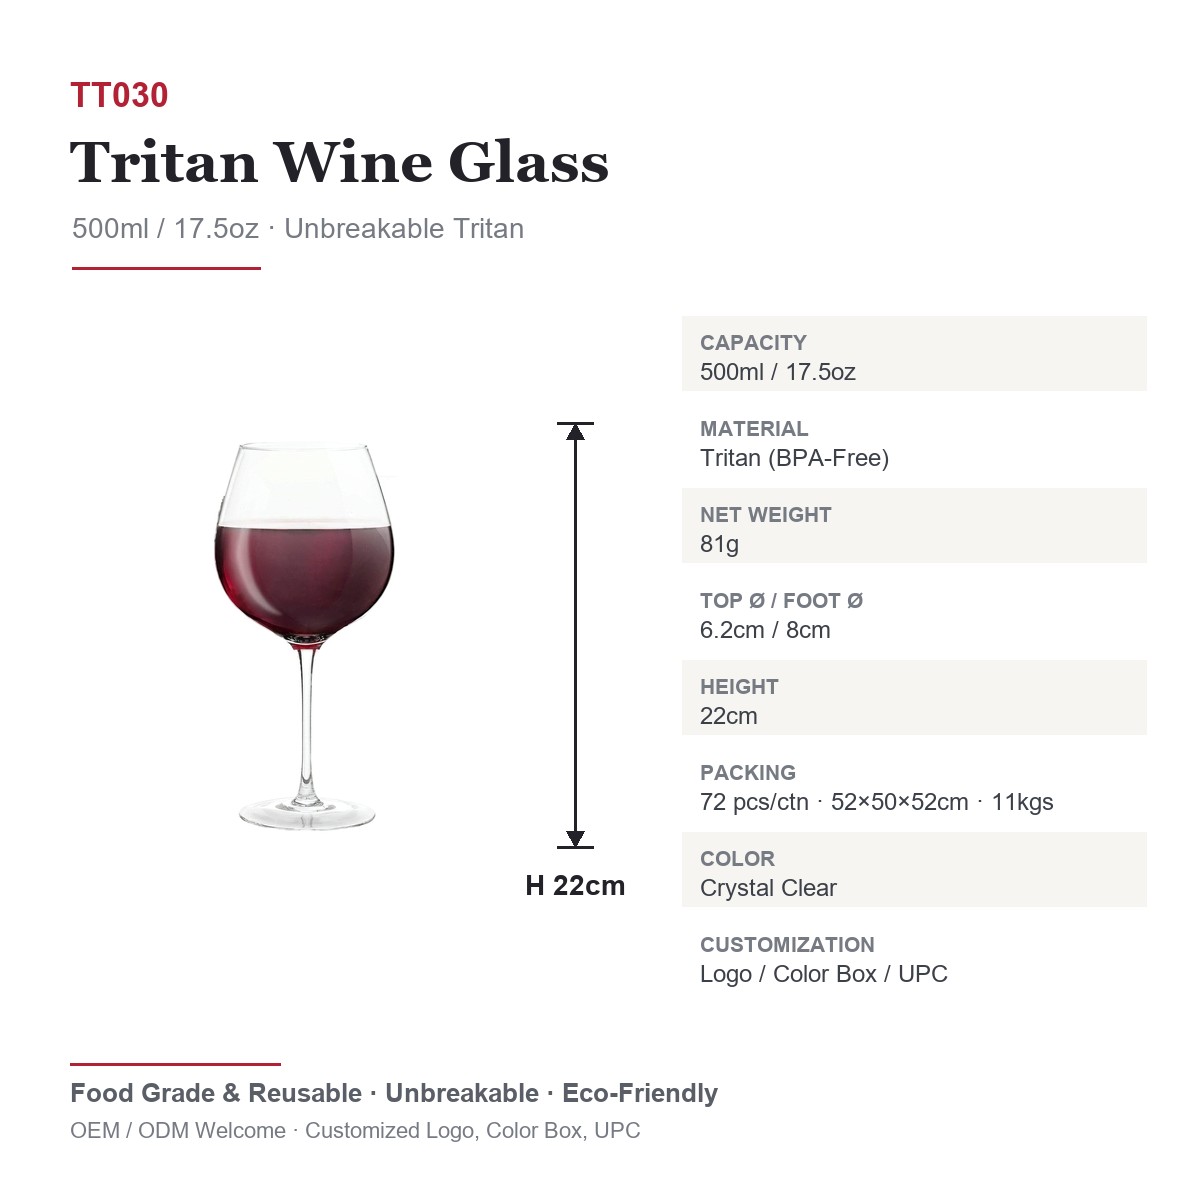 TT030
Tritan Wine Glass
500ml / 17.5oz · Unbreakable Tritan
CAPACITY
500ml / 17.5oz
MATERIAL
Tritan (BPA-Free)
NET WEIGHT
81g
TOP Ø / FOOT Ø
6.2cm / 8cm
HEIGHT
22cm
PACKING
72 pcs/ctn · 52×50×52cm · 11kgs
COLOR
Crystal Clear
CUSTOMIZATION
Logo / Color Box / UPC
H 22cm
Food Grade & Reusable · Unbreakable · Eco-Friendly
OEM / ODM Welcome · Customized Logo, Color Box, UPC